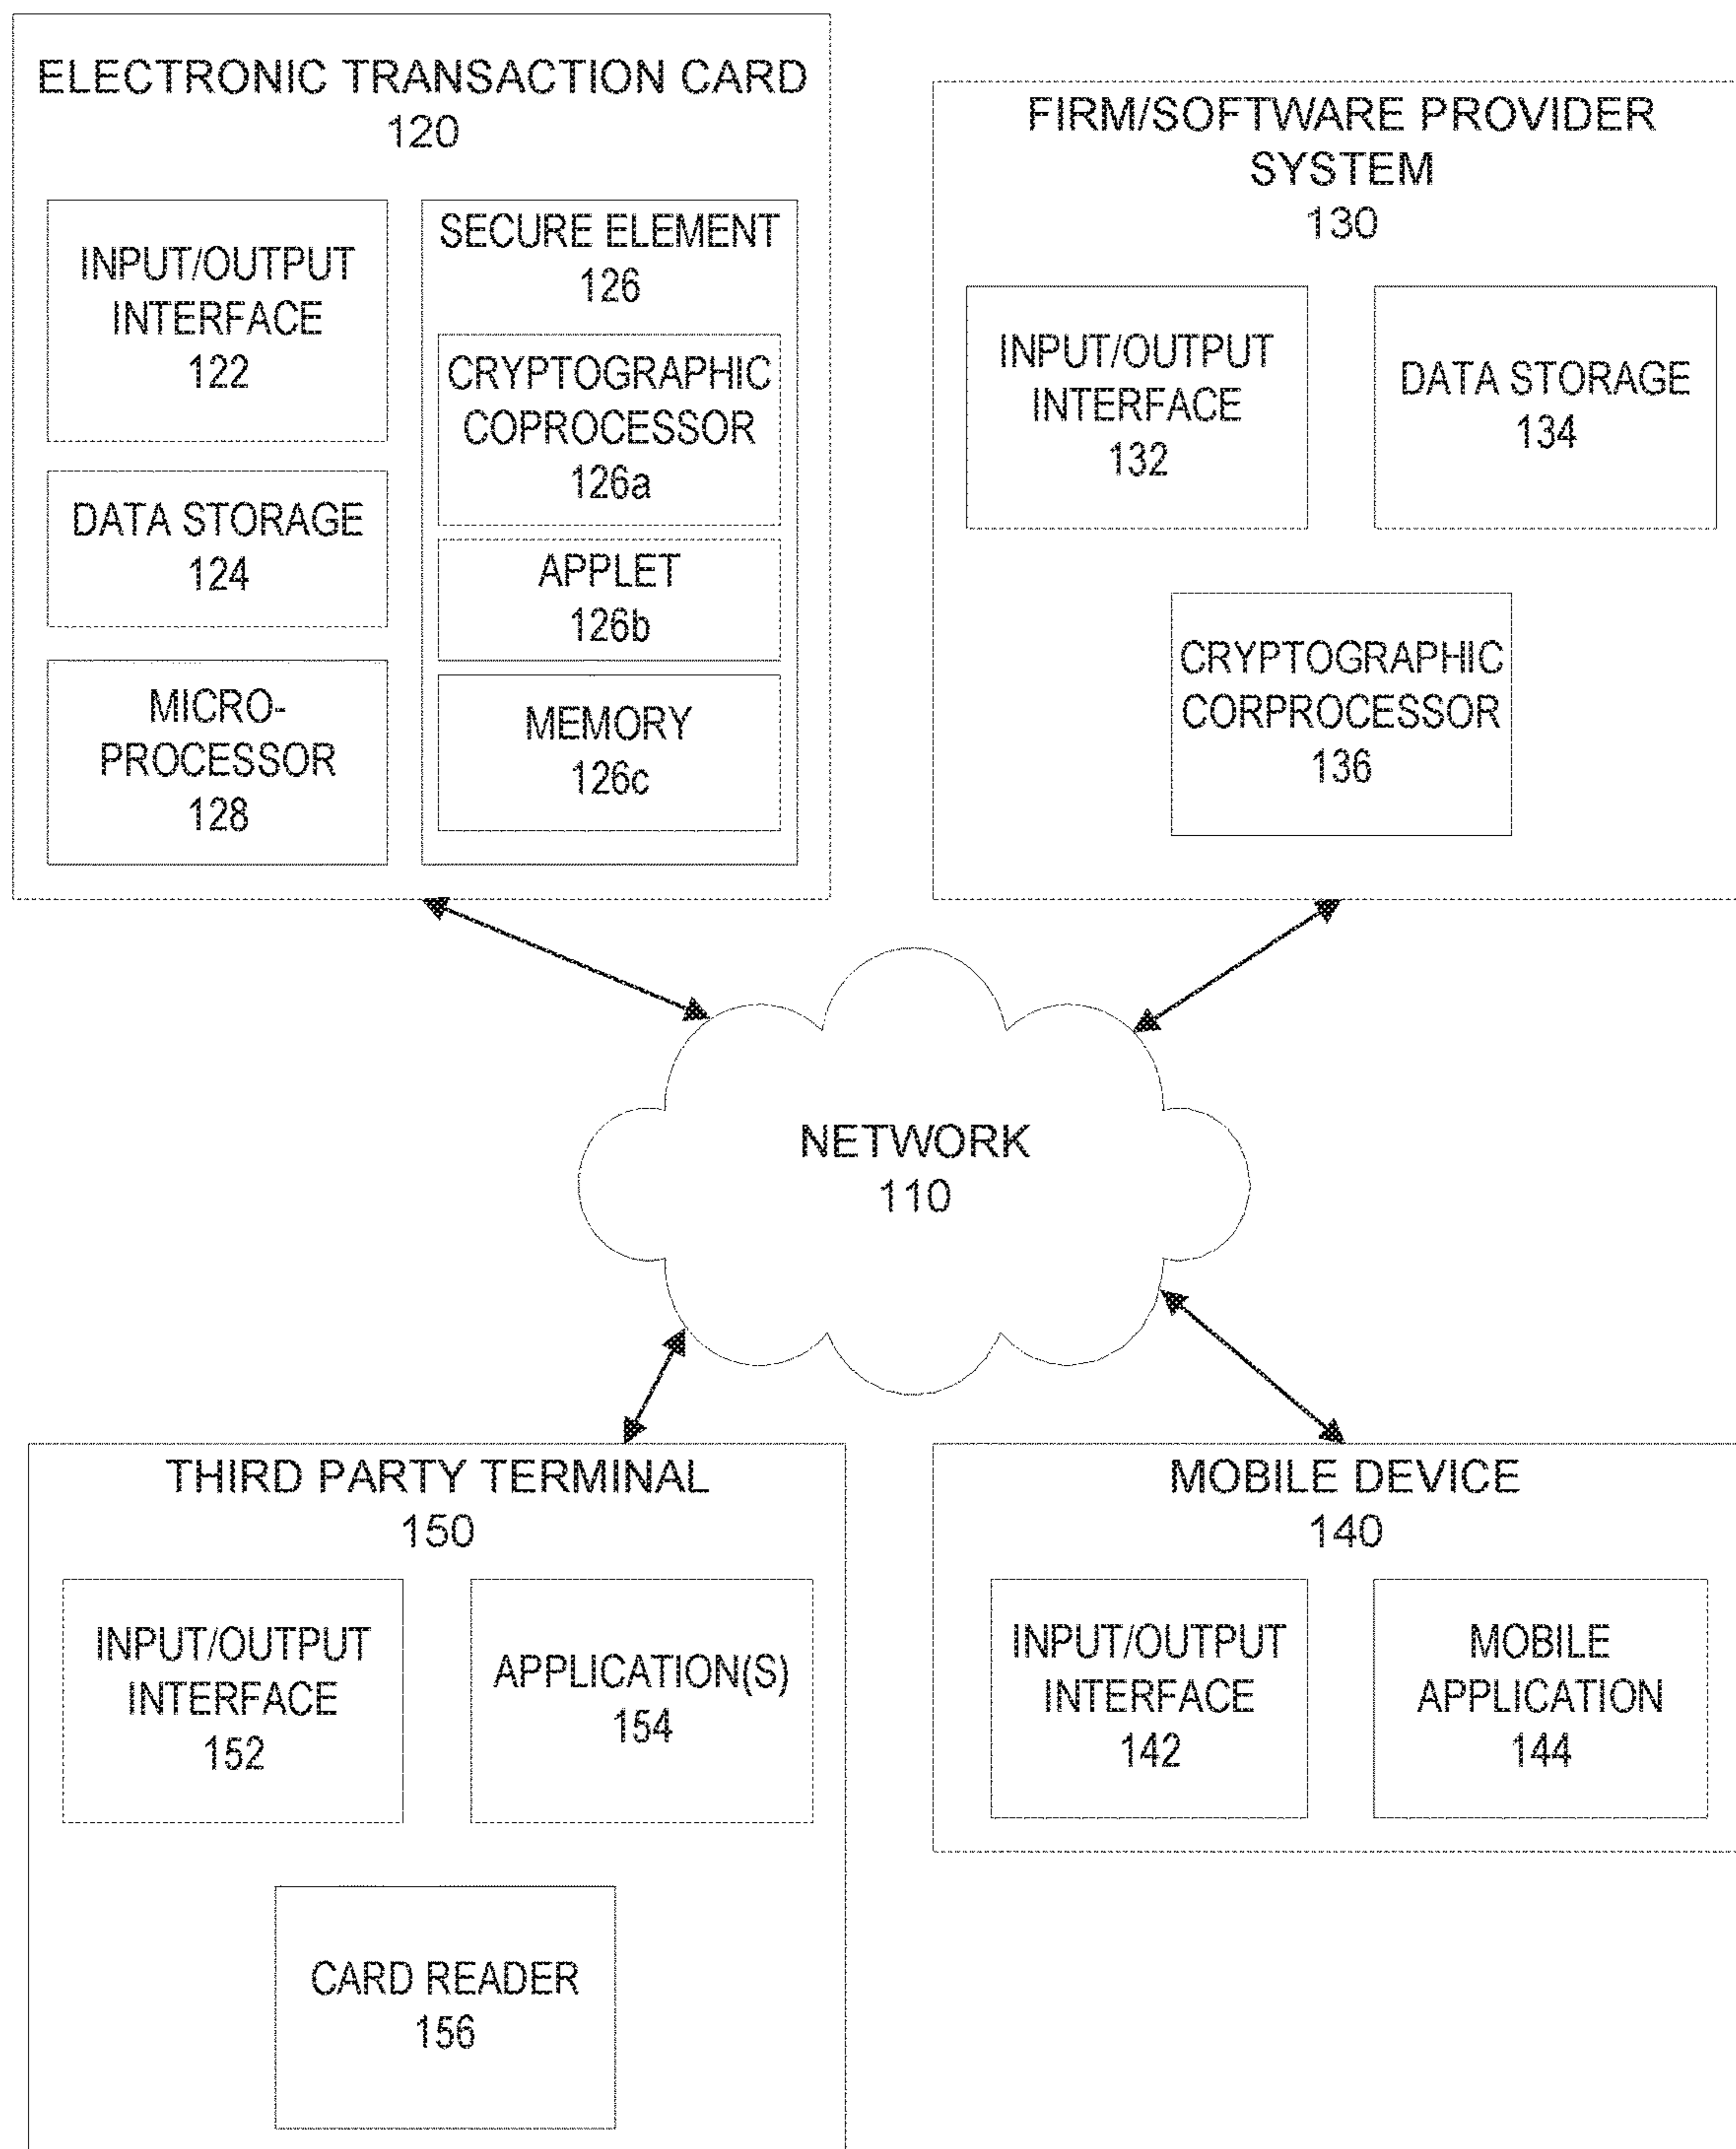 ELECTRONIC TRANSACTION CARD
120
INPUT/OUTPUT
INTERFACE
122
DATA STORAGE
124
MICRO-
PROCESSOR
128
SECURE ELEMENT
126
CRYPTOGRAPHIC
COPROCESSOR
126a
APPLET
126b
MEMORY
126c
FIRM/SOFTWARE PROVIDER
SYSTEM
130
INPUT/OUTPUT
INTERFACE
132
DATA STORAGE
134
CRYPTOGRAPHIC
CORPROCESSOR
136
NETWORK
110
THIRD PARTY TERMINAL
150
INPUT/OUTPUT
INTERFACE
152
APPLICATION(S)
154
CARD READER
156
MOBILE DEVICE
140
INPUT/OUTPUT
INTERFACE
142
MOBILE
APPLICATION
144